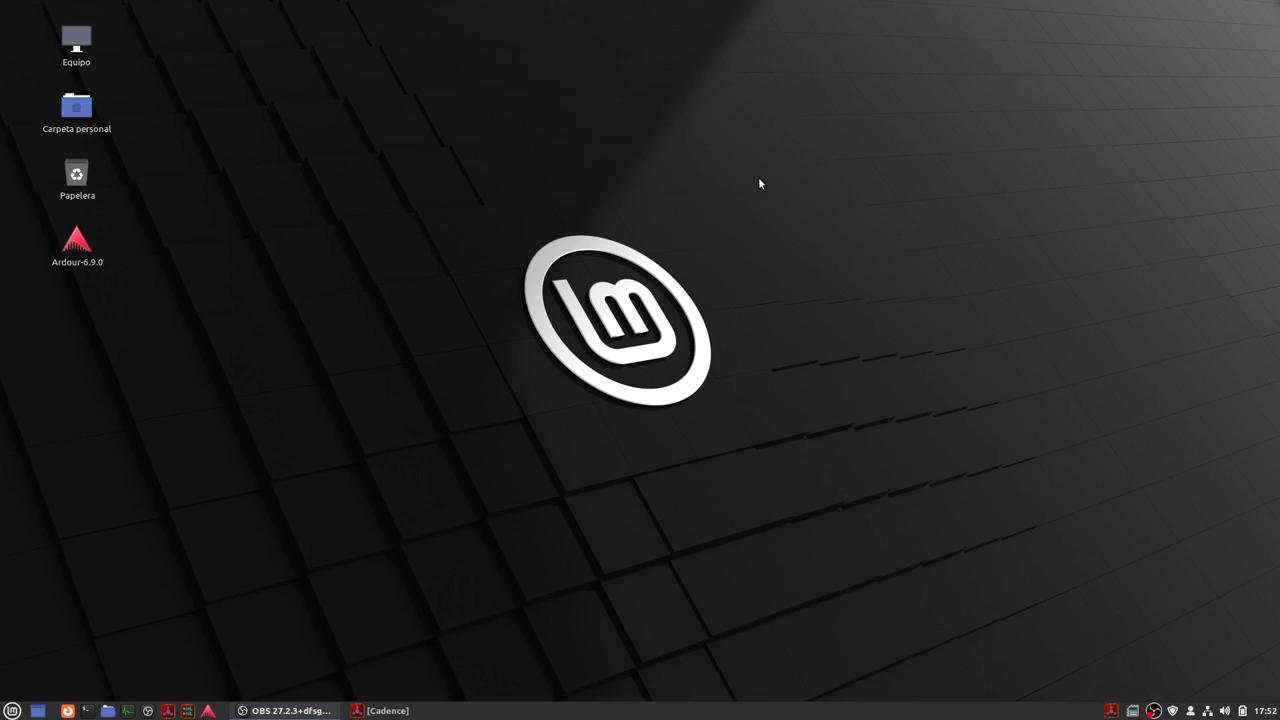 Equipo
Carpeta personal
Papelera
Ardour-6.9.0
OBS 27.2.3+dfsg...
[Cadence]
17:52